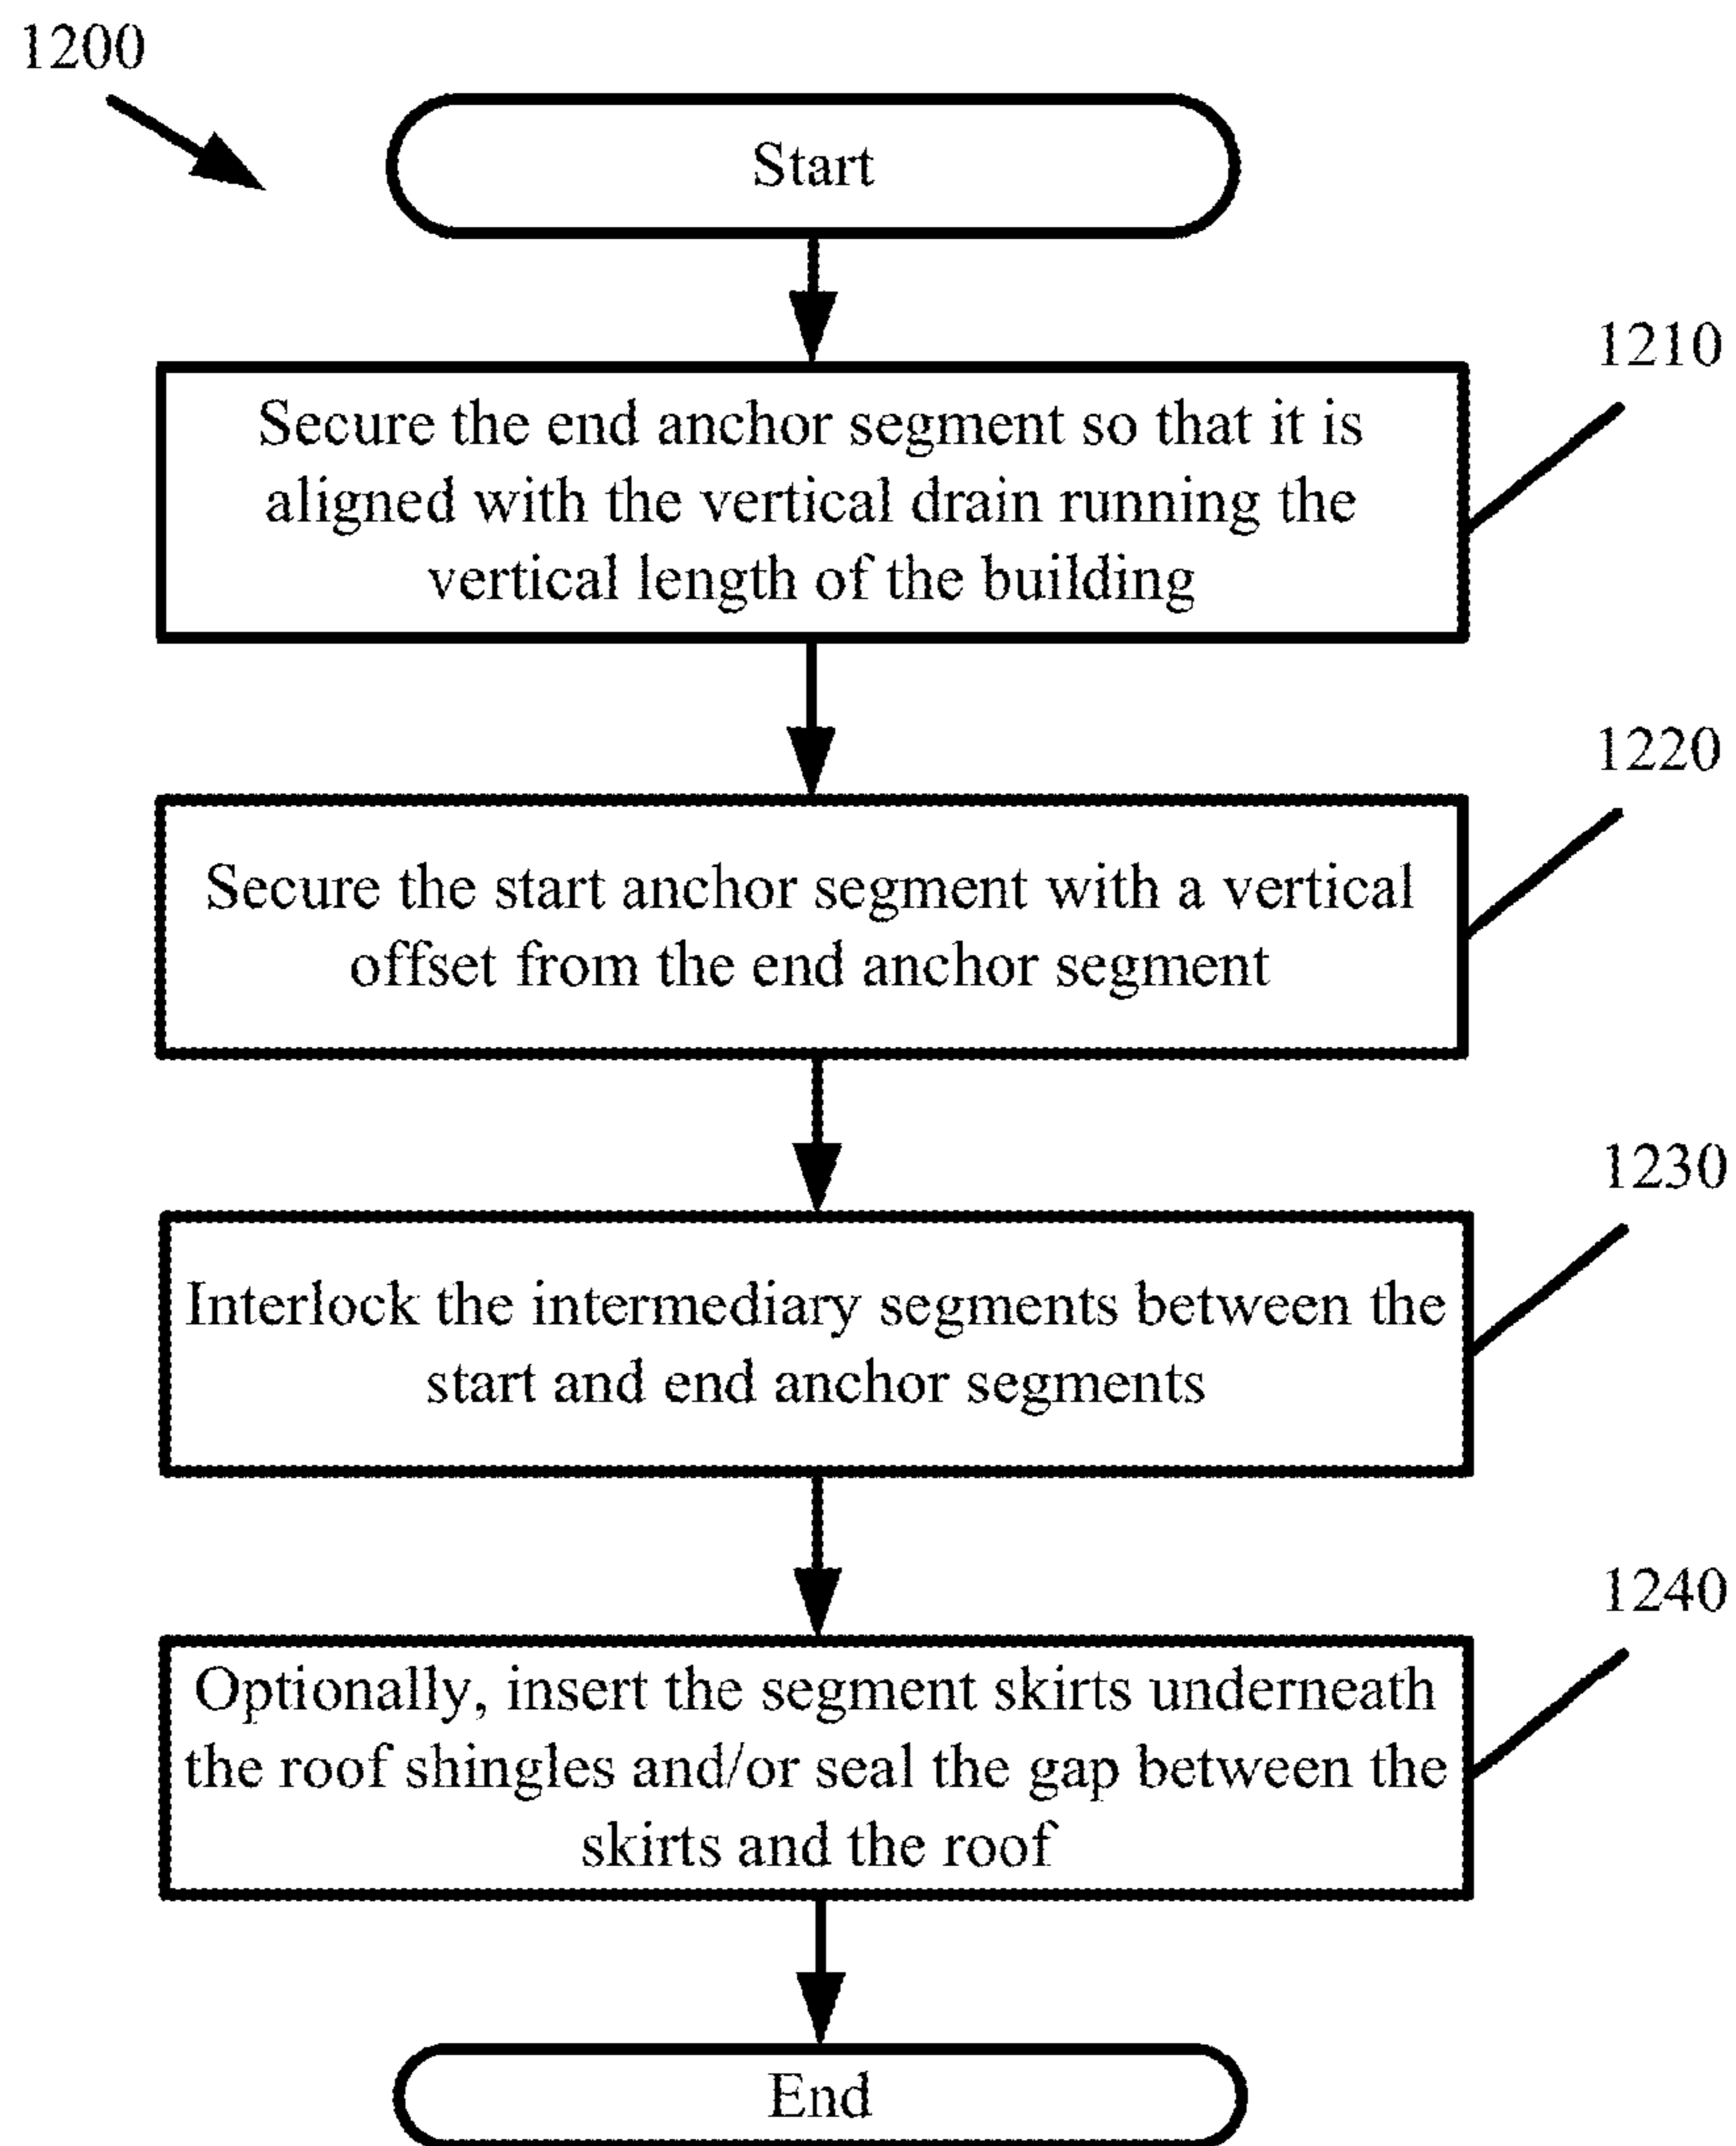 1200
Start
1210
Secure the end anchor segment so that it is
aligned with the vertical drain running the
vertical length of the building
1220
Secure the start anchor segment with a vertical
offset from the end anchor segment
1230
Interlock the intermediary segments between the
start and end anchor segments
1240
Optionally, insert the segment skirts underneath
the roof shingles and/or seal the gap between the
skirts and the roof
End